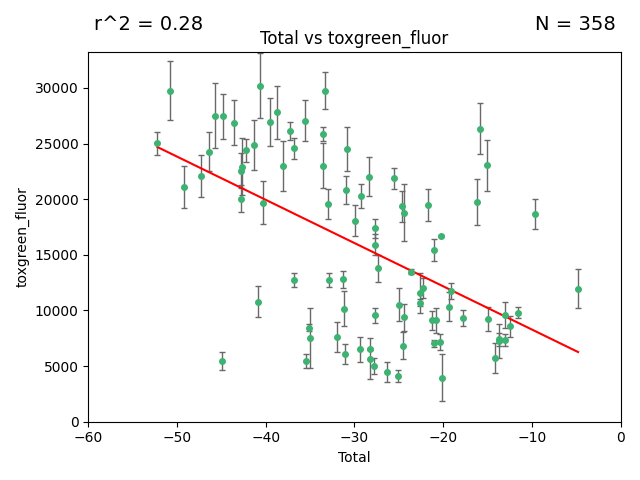 r^2 = 0.28
N = 358
Total vs toxgreen_fluor
30000
25000
20000
15000
10000
5000
0
toxgreen_fluor
−60 −50 −40 −30 −20 −10 0
Total